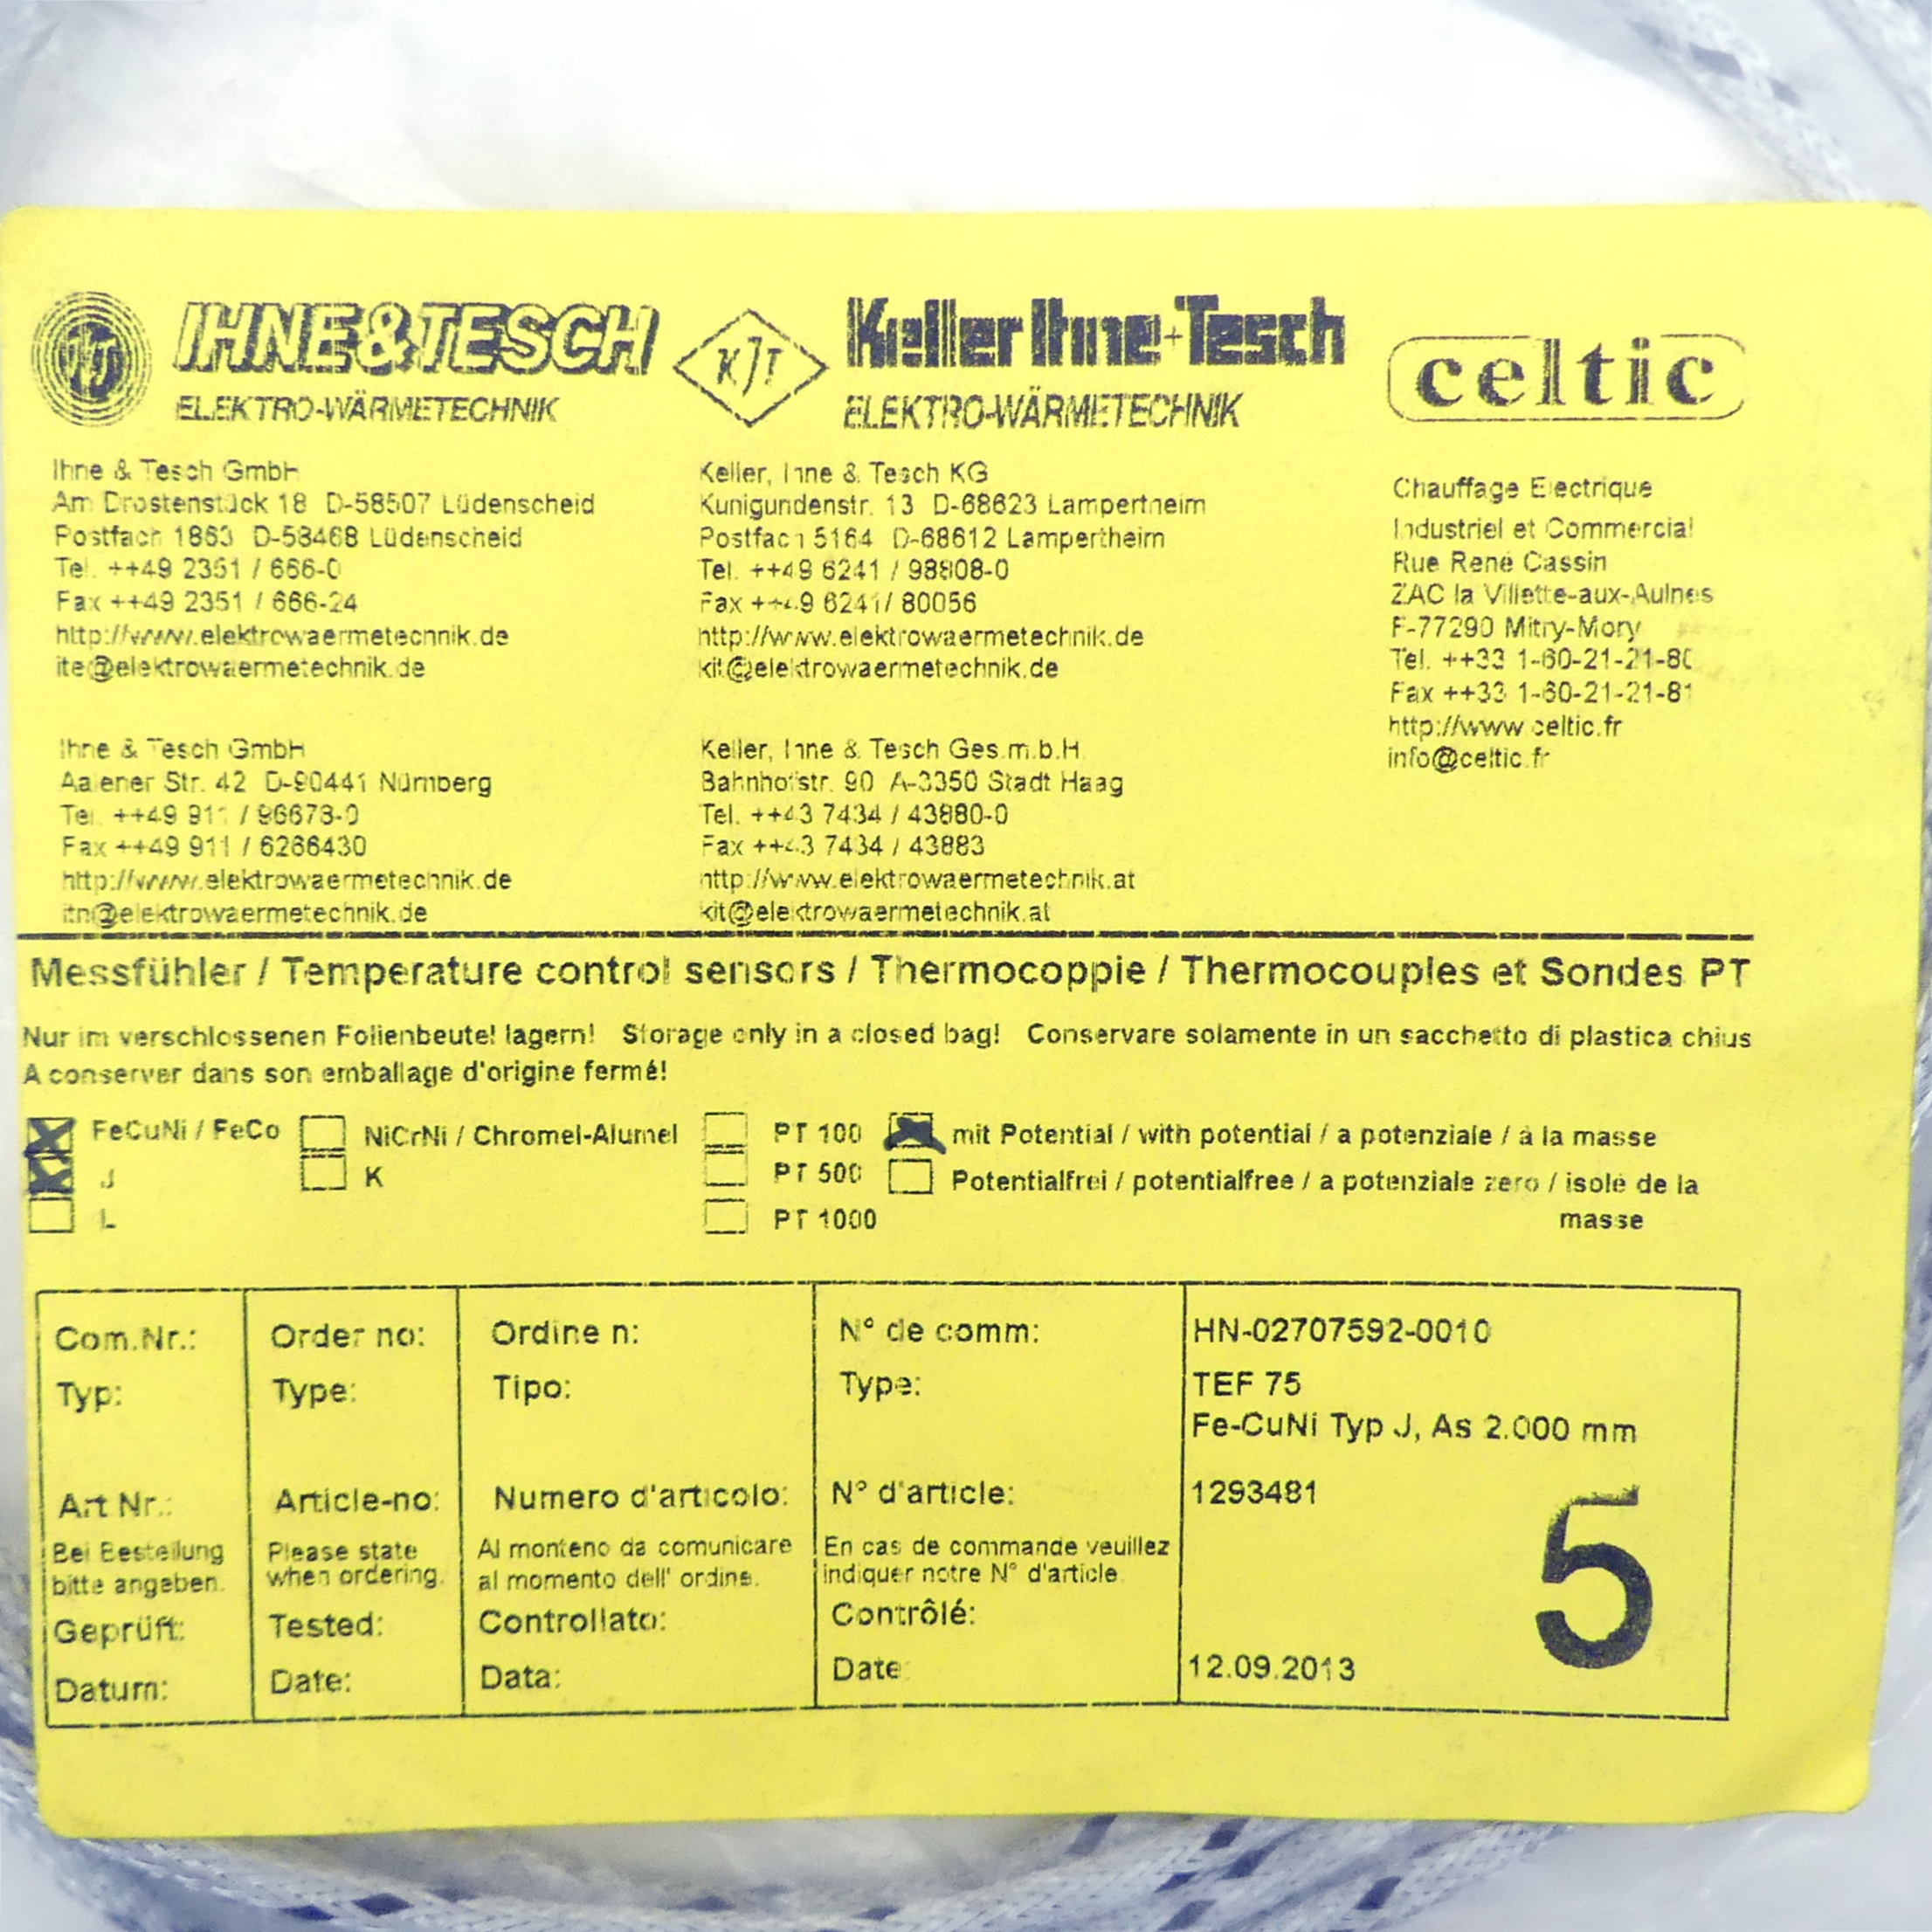 IHNE&TESCH
ELEKTRO-WÄRMETECHNIK
KJT
Keller Ihne+Tesch
ELEKTRO-WÄRMETECHNIK
celtic
Ihne & Tesch GmbH
Am Drostenstück 18 D-58507 Lüdenscheid
Postfach 1863 D-58468 Lüdenscheid
Tel. ++49 2351 / 666-0
Fax ++49 2351 / 666-24
http://www.elektrowaermetechnik.de
ite@elektrowaermetechnik.de
Keller, Ihne & Tesch KG
Kunigundenstr. 13 D-68623 Lampertheim
Postfach 5164 D-68612 Lampertheim
Tel. ++49 6241 / 98808-0
Fax ++49 6241/ 80056
http://www.elektrowaermetechnik.de
kit@elektrowaermetechnik.de
Chauffage Electrique
Industriel et Commercial
Rue René Cassin
ZAC la Villette-aux-Aulnes
F-77290 Mitry-Mory
Tel. ++33 1-60-21-21-80
Fax ++33 1-60-21-21-81
http://www.celtic.fr
info@celtic.fr
Ihne & Tesch GmbH
Aalener Str. 42 D-90441 Nürnberg
Tel. ++49 911 / 96678-0
Fax ++49 911 / 6266430
http://www.elektrowaermetechnik.de
itn@elektrowaermetechnik.de
Keller, Ihne & Tesch Ges.m.b.H.
Bahnhofstr. 90 A-3350 Stadt Haag
Tel. ++43 7434 / 43880-0
Fax ++43 7434 / 43883
http://www.elektrowaermetechnik.at
kit@elektrowaermetechnik.at
Messfühler / Temperature control sensors / Thermocoppie / Thermocouples et Sondes PT
Nur im verschlossenen Folienbeutel lagern! Storage only in a closed bag! Conservare solamente in un sacchetto di plastica chius
A conserver dans son emballage d'origine fermé!
FeCuNi / FeCo NiCrNi / Chromel-Alumel PT 100 mit Potential / with potential / a potenziale / à la masse
J K PT 500 Potentialfrei / potentialfree / a potenziale zero / isolé de la
L PT 1000 masse
Com.Nr.: Order no: Ordine n: N° de comm: HN-02707592-0010
Typ: Type: Tipo: Type: TEF 75
Fe-CuNi Typ J, As 2.000 mm
Art Nr.: Article-no: Numero d'articolo: N° d'article: 1293481
Bei Bestellung Please state Al monteno da comunicare En cas de commande veuillez
bitte angeben. when ordering. al momento dell' ordine. indiquer notre N° d'article
5
Geprüft: Tested: Controllato: Contrôlé:
Datum: Date: Data: Date: 12.09.2013